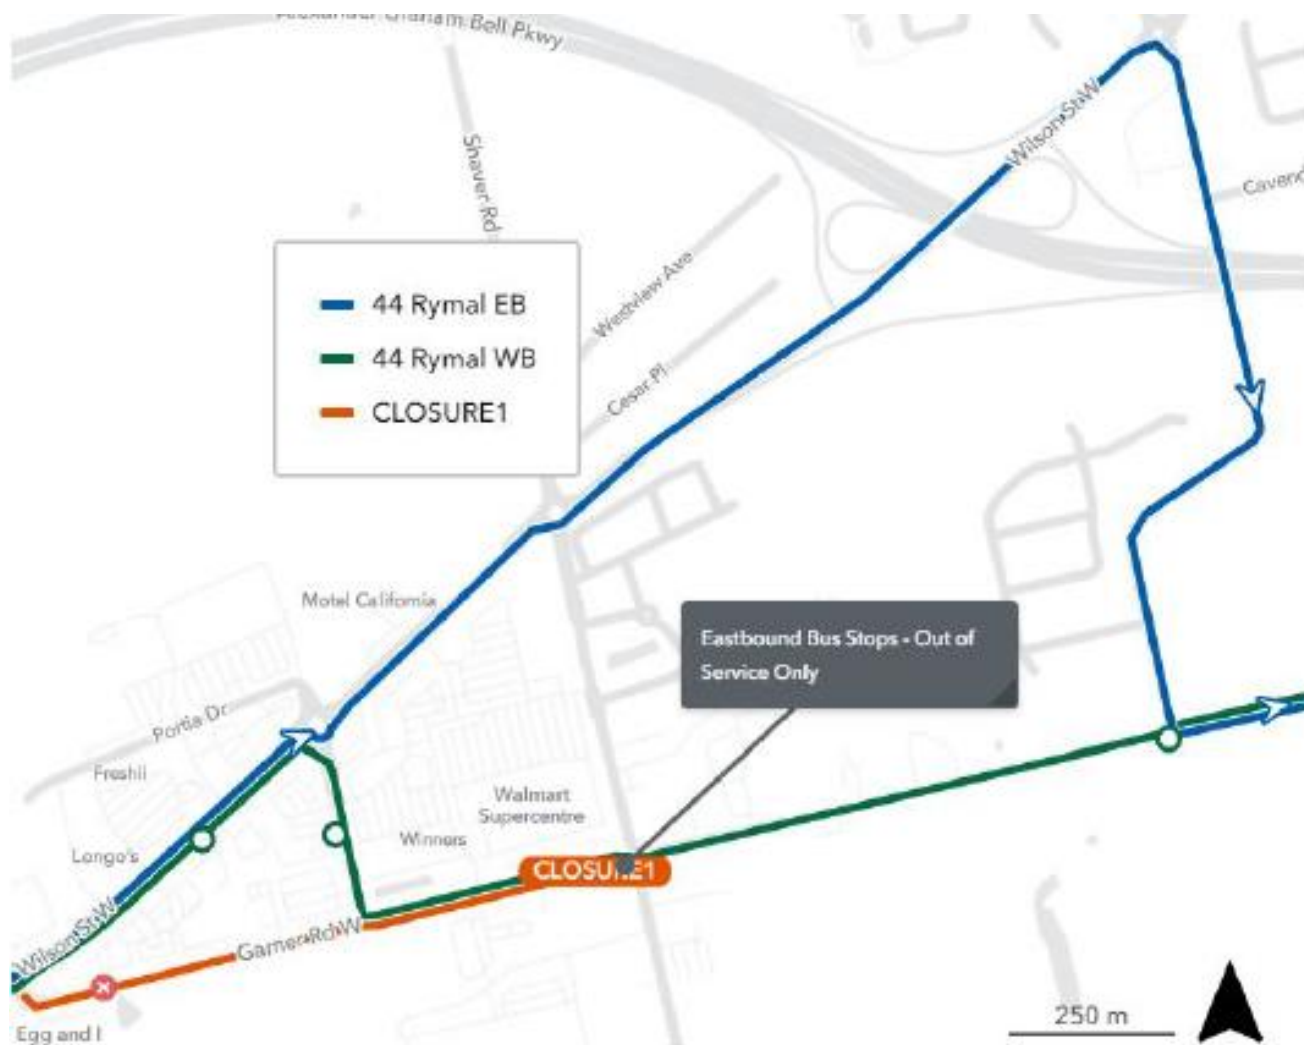 Alexander Graham Bell Pkwy
Shaver Rd
Wilson St W
Cavend
44 Rymal EB
44 Rymal WB
CLOSURE1
Westview Ave
Cesar Pl
Motel California
Eastbound Bus Stops - Out of
Service Only
Portia Dr
Freshii
Walmart
Supercentre
Winners
Longo's
CLOSURE1
Wilson St W
Garner Rd W
250 m
Egg and I